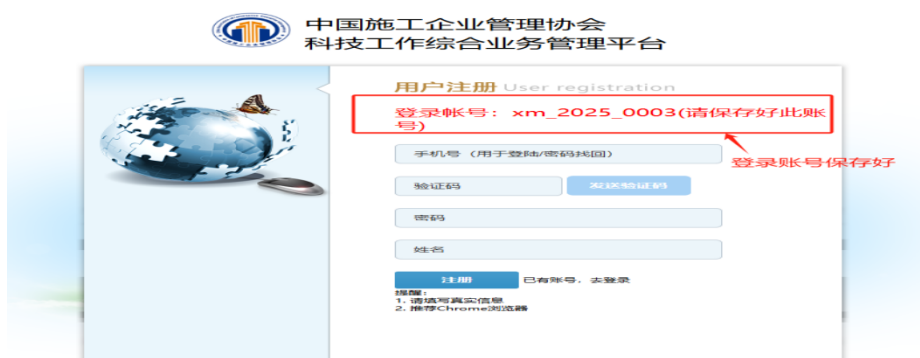 中国施工企业管理协会
科技工作综合业务管理平台
用户注册 User registration
登录帐号：xm_2025_0003(请保存好此账
号)
手机号（用于登陆/密码找回）
登录账号保存好
验证码
发送验证码
密码
姓名
注册
已有账号，去登录
提醒：
1. 请填写真实信息
2. 推荐Chrome浏览器